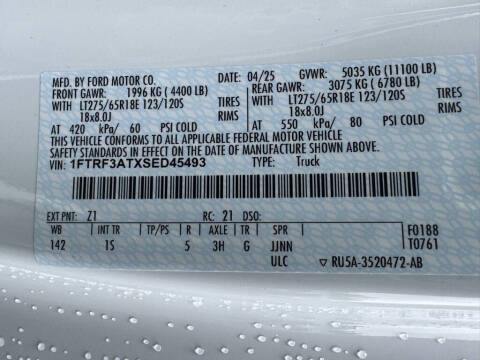 MFD. BY FORD MOTOR CO. 04/25 GVWR: 5035 KG (11100 LB)
FRONT GAWR: 1996 KG (4400 LB) REAR GAWR: 3075 KG (6780 LB)
WITH LT275/65R18E 123/120S TIRES WITH LT275/65R18E 123/120S TIRES
18x8.0J RIMS 18x8.0J RIMS
AT 420 kPa/ 60 PSI COLD AT 550 kPa/ 80 PSI COLD
THIS VEHICLE CONFORMS TO ALL APPLICABLE FEDERAL MOTOR VEHICLE
SAFETY STANDARDS IN EFFECT ON THE DATE OF MANUFACTURE SHOWN ABOVE.
VIN: 1FTRF3ATXSED45493 TYPE: Truck
EXT PNT: Z1 RC: 21 DSO:
WB INT TR TP/PS R AXLE TR SPR F0188
142 1S 5 3H G JJNN T0761
ULC ▼ RU5A-3520472-AB